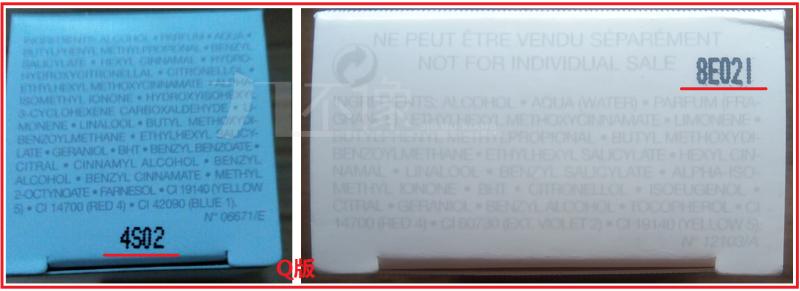 INGREDIENTS: ALCOHOL • PARFUM • AQUA •
BUTYLPHENYL METHYLPROPIONAL • BENZYL
SALICYLATE • HEXYL CINNAMAL • HYDRO-
HYDROXYCITRONELLAL • CITRONELLOL •
ETHYLHEXYL METHOXYCINNAMATE • ALPHA-
ISOMETHYL IONONE • HYDROXYISOHEXYL
3-CYCLOHEXENE CARBOXALDEHYDE • LI-
MONENE • LINALOOL • BUTYL METHOXYDI-
BENZOYLMETHANE • ETHYLHEXYL SALICY-
LATE • GERANIOL • BHT • BENZYL BENZOATE •
CITRAL • CINNAMYL ALCOHOL • BENZYL
ALCOHOL • BENZYL CINNAMATE • METHYL
2-OCTYNOATE • FARNESOL • CI 19140 (YELLOW
5) • CI 14700 (RED 4) • CI 42090 (BLUE 1).
N° 06671/E
4S02
Q版
NE PEUT ÊTRE VENDU SÉPARÉMENT
NOT FOR INDIVIDUAL SALE
8E021
INGREDIENTS: ALCOHOL • AQUA (WATER) • PARFUM (FRA-
GRANCE) • ETHYLHEXYL METHOXYCINNAMATE • LIMONENE •
BUTYLPHENYL METHYLPROPIONAL • BUTYL METHOXYDI-
BENZOYLMETHANE • ETHYLHEXYL SALICYLATE • HEXYL CIN-
NAMAL • LINALOOL • BENZYL SALICYLATE • ALPHA-ISO-
METHYL IONONE • BHT • CITRONELLOL • ISOEUGENOL •
CITRAL • GERANIOL • BENZYL ALCOHOL • TOCOPHEROL • CI
14700 (RED 4) • CI 60730 (EXT. VIOLET 2) • CI 19140 (YELLOW 5).
N° 12103/A